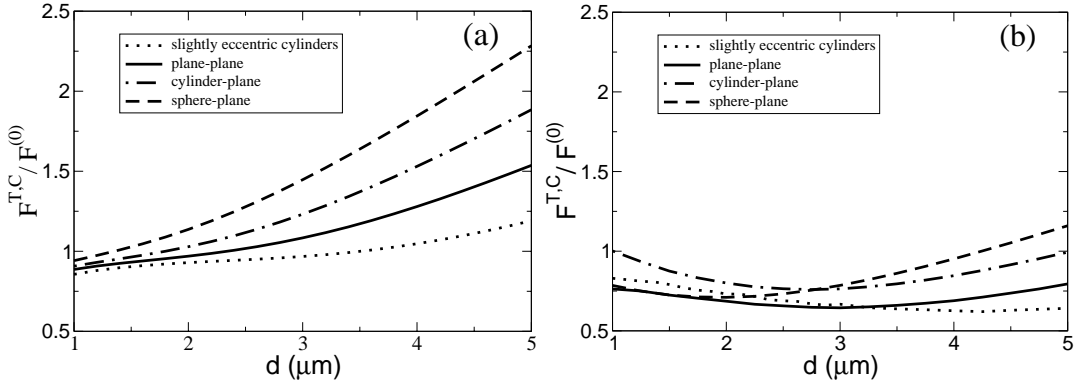 2.5
2
1.5
1
0.5
F^{T,C}/F^{(0)}
(a)
slightly eccentric cylinders
plane-plane
cylinder-plane
sphere-plane
1 2 3 4 5
d (μm)
2.5
2
1.5
1
0.5
F^{T,C}/F^{(0)}
(b)
slightly eccentric cylinders
plane-plane
cylinder-plane
sphere-plane
1 2 3 4 5
d (μm)